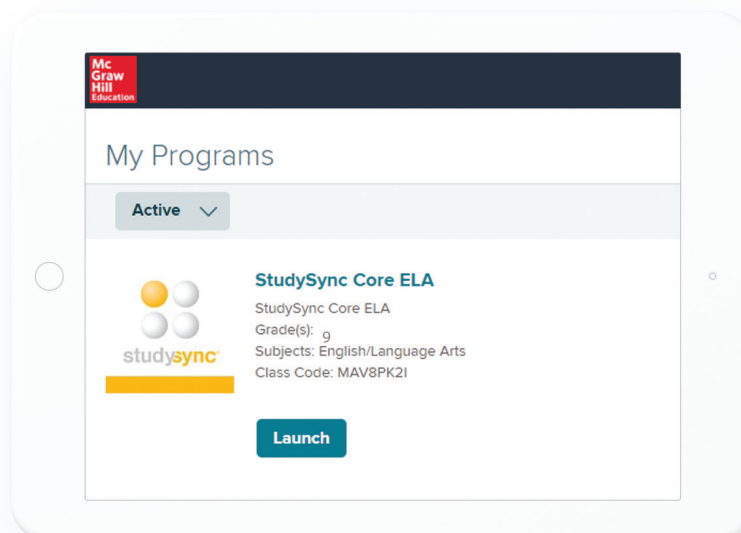 Mc
Graw
Hill
Education
My Programs
Active
StudySync Core ELA
StudySync Core ELA
Grade(s): 9
Subjects: English/Language Arts
Class Code: MAV8PK2I
studysync
Launch